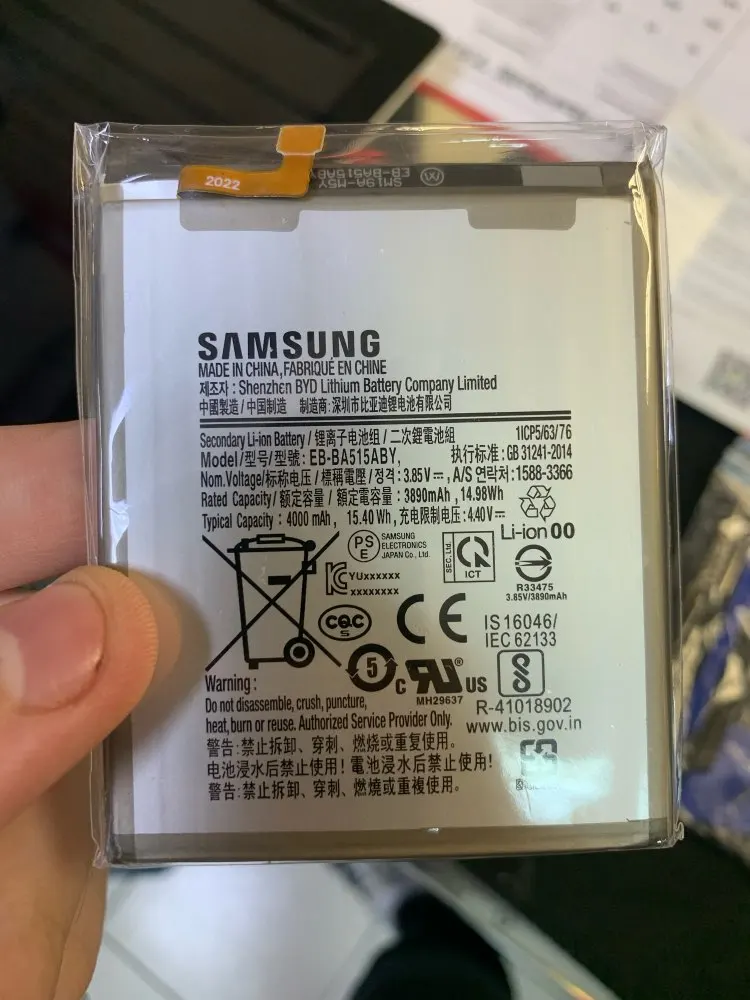 2022
SM19A-M5Y
EB-BA515ABY
SAMSUNG
MADE IN CHINA, FABRIQUÉ EN CHINE
제조자 : Shenzhen BYD Lithium Battery Company Limited
中國製造 / 中国制造 制造商: 深圳市比亚迪锂电池有限公司
Secondary Li-ion Battery / 锂离子电池组 / 二次鋰電池組 1ICP5/63/76
Model/型号/型號: EB-BA515ABY, 执行标准: GB 31241-2014
Nom.Voltage/标称电压 / 標稱電壓 / 정격 : 3.85V⎓, A/S 연락처:1588-3366
Rated Capacity/ 额定容量 / 額定電容量 : 3890mAh , 14.98Wh
Typical Capacity : 4000 mAh, 15.40 Wh, 充电限制电压: 4.40V⎓
Li-ion 00
PS
E
SAMSUNG
ELECTRONICS
JAPAN Co., Ltd.
SEC.Ltd.
ICT
R33475
3.85V/3890mAh
YUxxxxxx
xxxxxxxxx
CQC
S
CE
IS 16046/
IEC 62133
5
c RU® US
MH29637
R-41018902
www.bis.gov.in
Warning :
Do not disassemble, crush, puncture,
heat, burn or reuse. Authorized Service Provider Only.
警告: 禁止拆卸、穿刺、燃烧或重复使用。
电池浸水后禁止使用! 電池浸水后禁止使用!
警告: 禁止拆卸、穿刺、燃燒或重複使用。